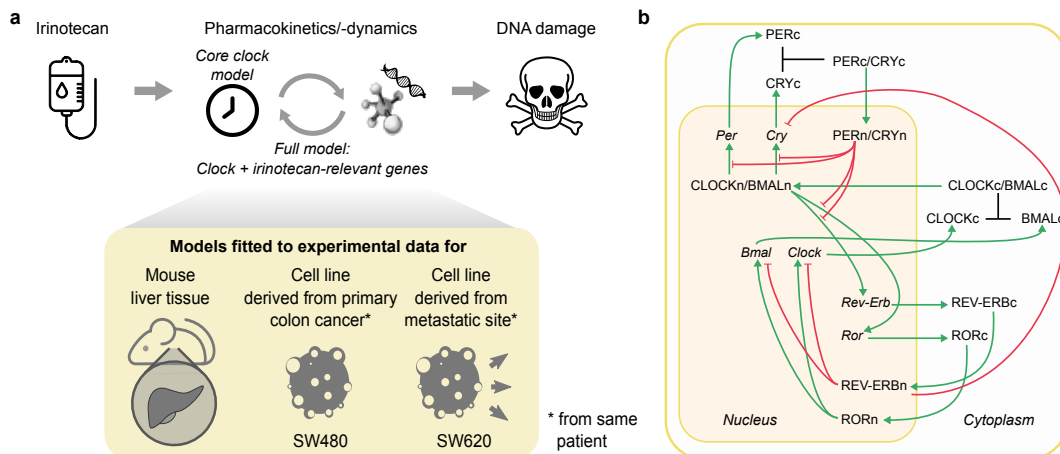 a
Irinotecan
Pharmacokinetics/-dynamics
DNA damage
Core clock
model
Full model:
Clock + irinotecan-relevant genes
Models fitted to experimental data for
Mouse
liver tissue
Cell line
derived from primary
colon cancer*
Cell line
derived from
metastatic site*
SW480
SW620
* from same
patient
b
PERc
PERc/CRYc
CRYc
Per
Cry
PERn/CRYn
CLOCKn/BMALn
CLOCKc/BMALc
CLOCKc
BMALc
Bmal
Clock
Rev-Erb
REV-ERBc
Ror
RORc
REV-ERBn
RORn
Nucleus
Cytoplasm